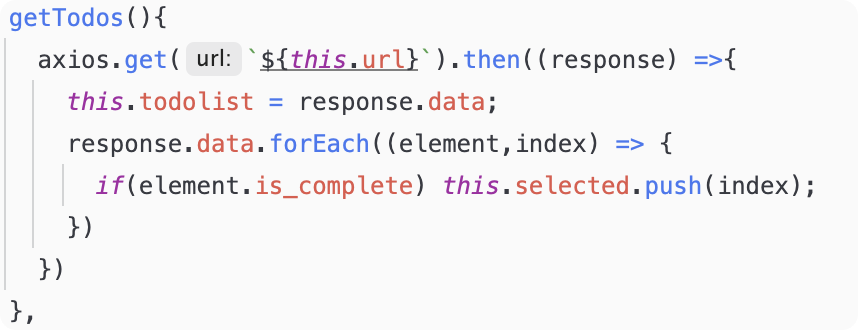 getTodos(){
axios.get( url: `${this.url}`).then((response) =>{
this.todolist = response.data;
response.data.forEach((element,index) => {
if(element.is_complete) this.selected.push(index);
})
})
},